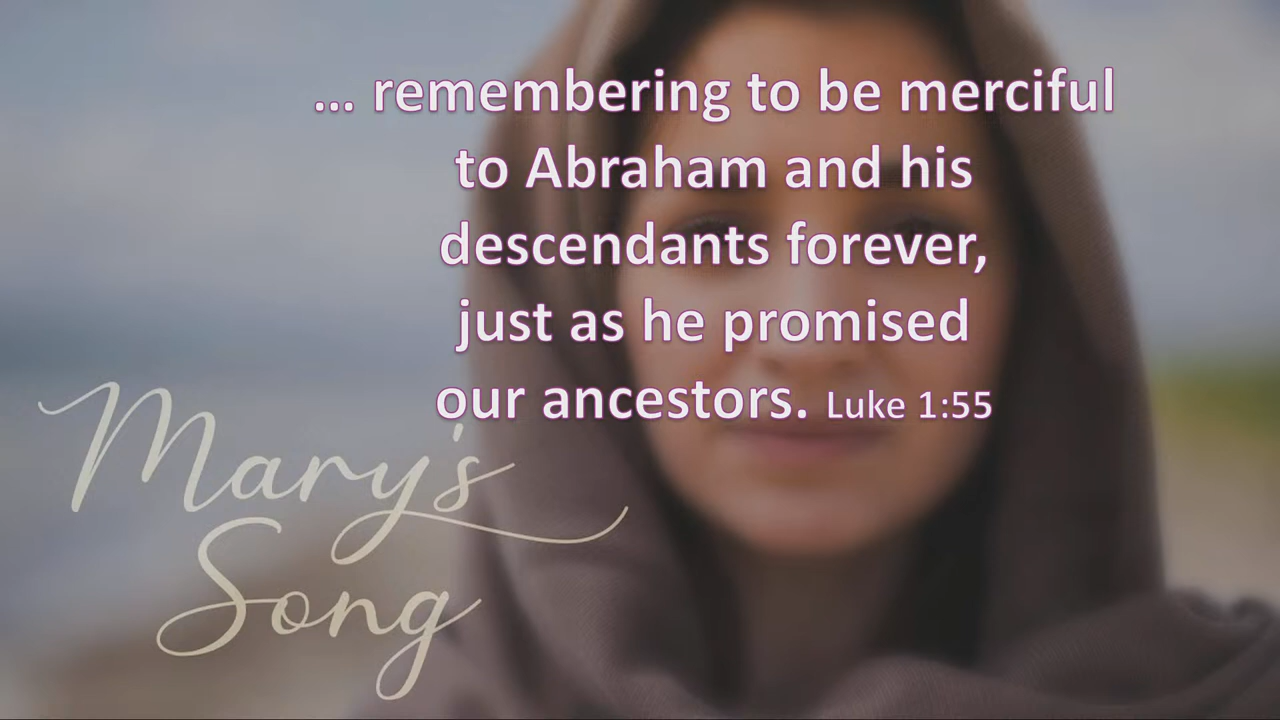 ... remembering to be merciful
to Abraham and his
descendants forever,
just as he promised
our ancestors. Luke 1:55
Mary's
Song